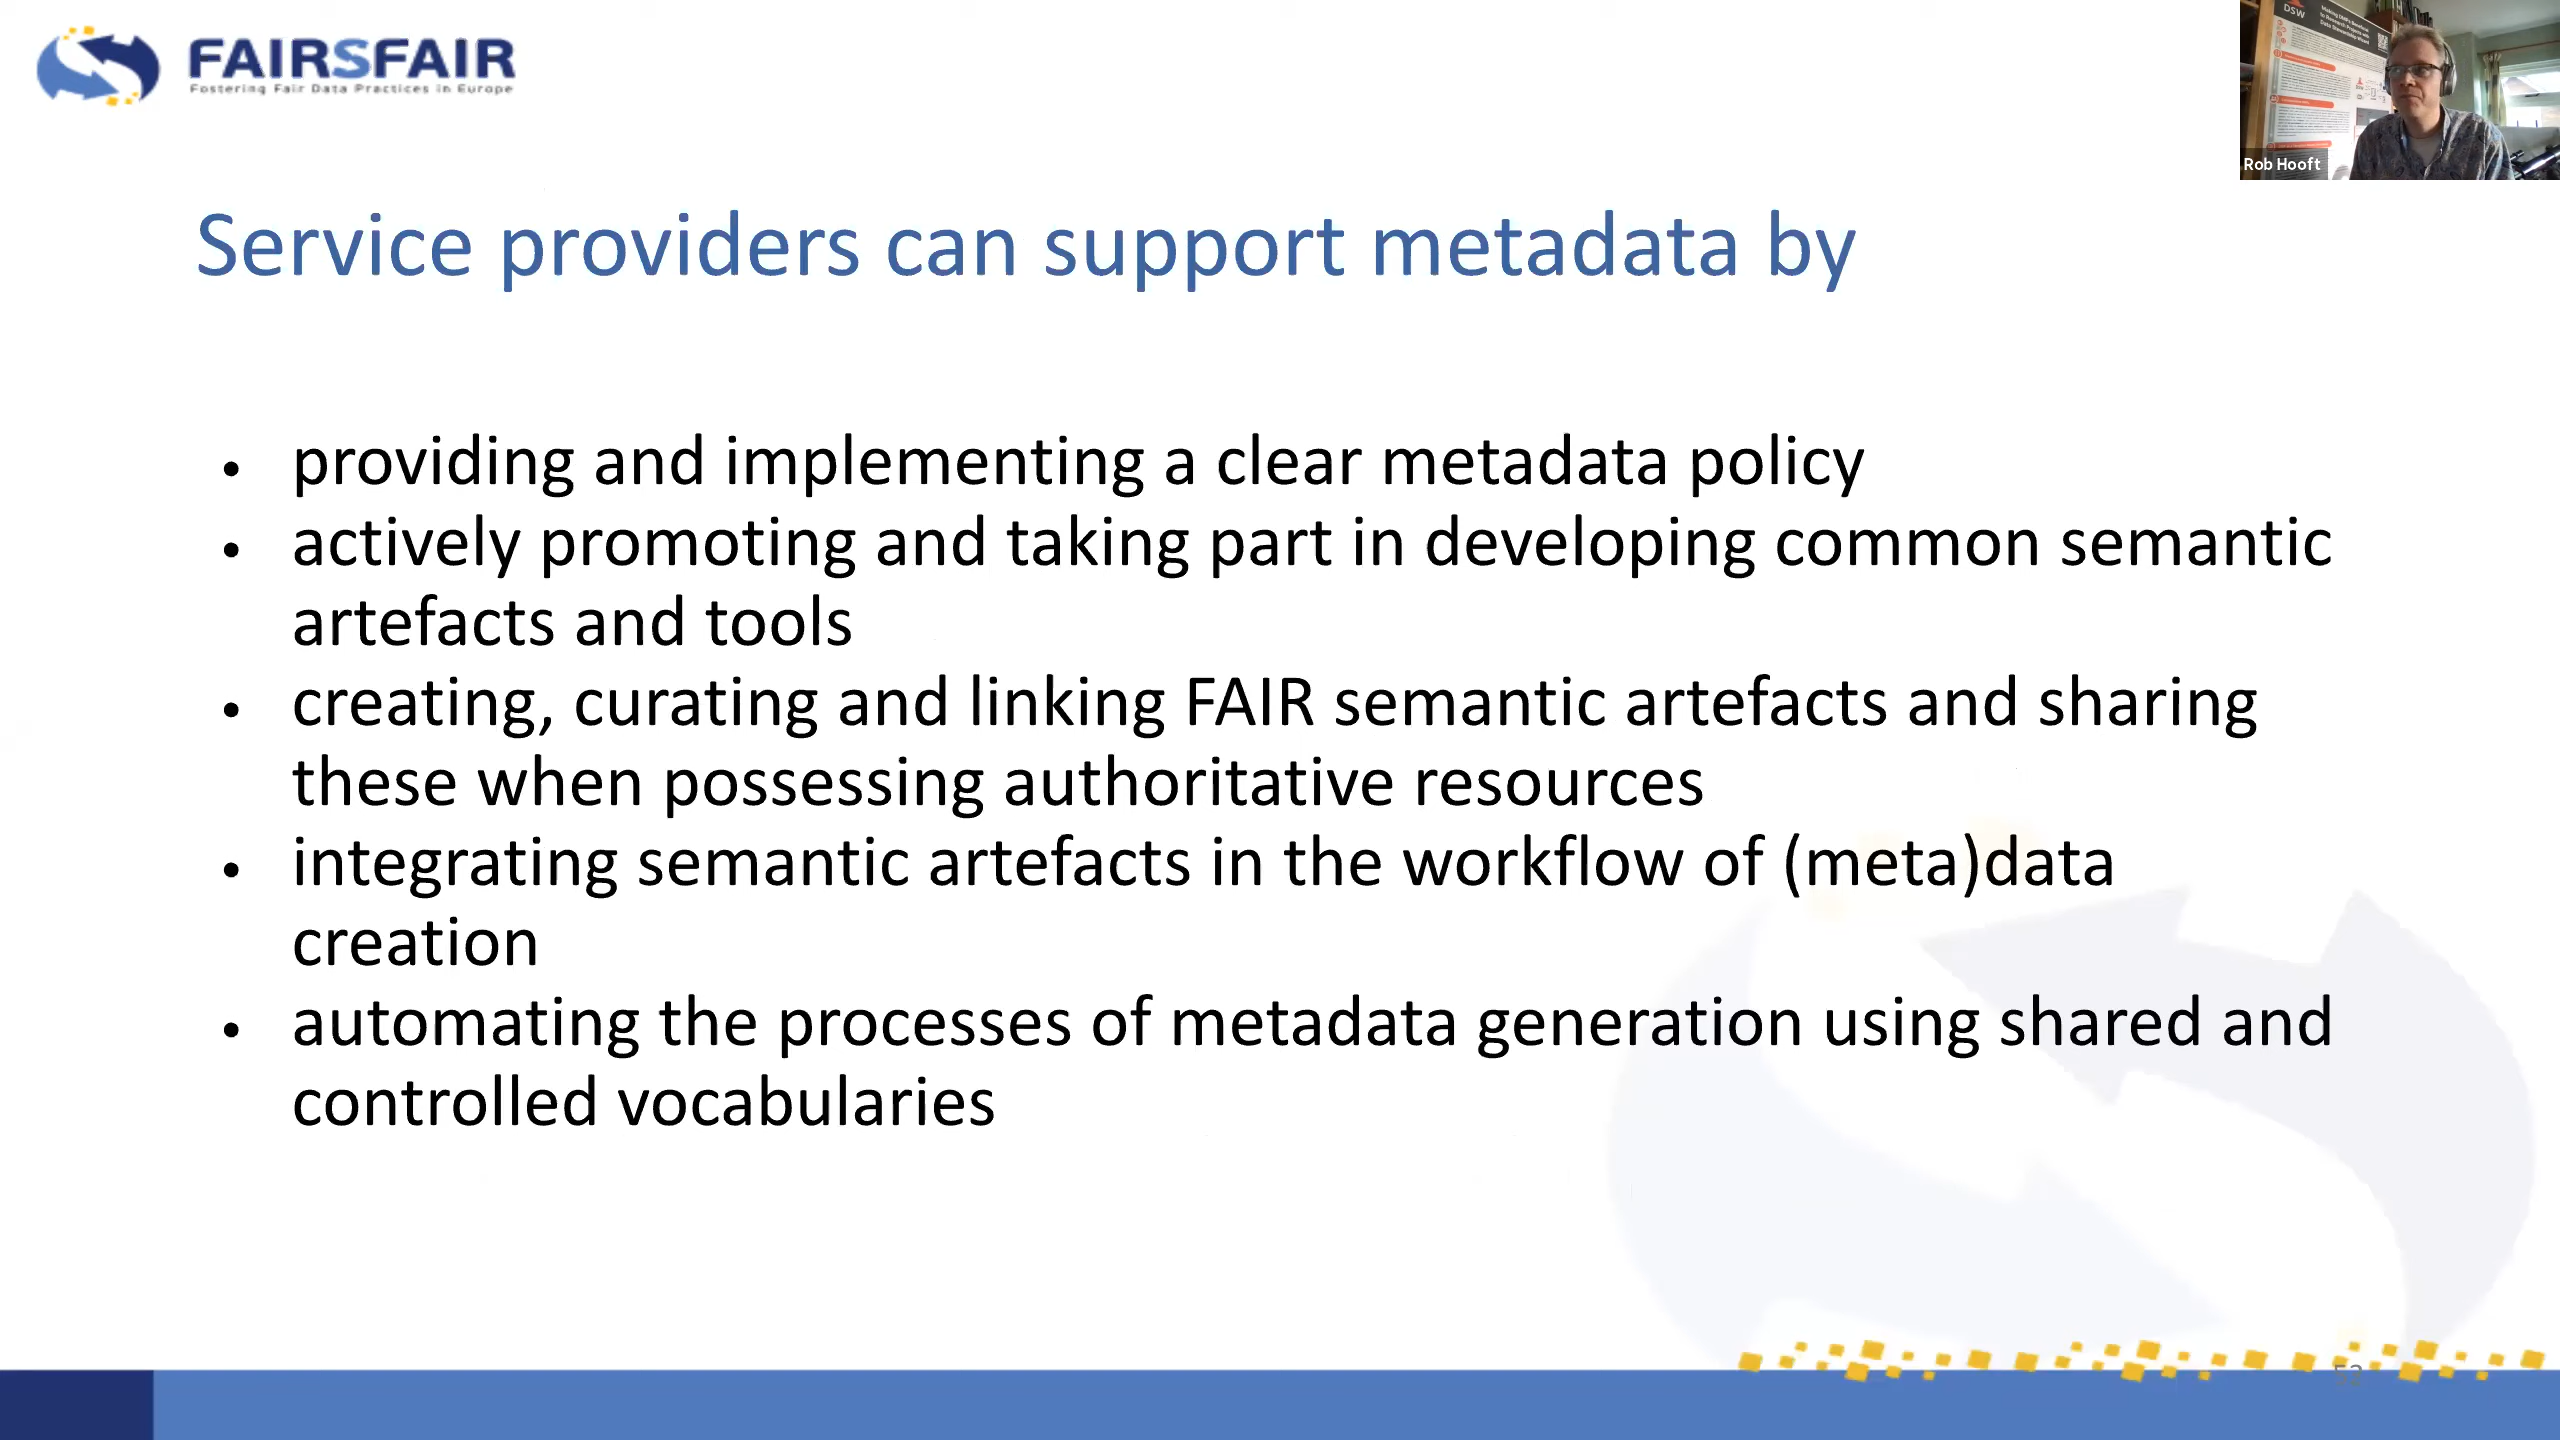 FAIRSFAIR
Fostering Fair Data Practices in Europe
DSW
Rob Hooft
Service providers can support metadata by
• providing and implementing a clear metadata policy
• actively promoting and taking part in developing common semantic
artefacts and tools
• creating, curating and linking FAIR semantic artefacts and sharing
these when possessing authoritative resources
• integrating semantic artefacts in the workflow of (meta)data
creation
• automating the processes of metadata generation using shared and
controlled vocabularies